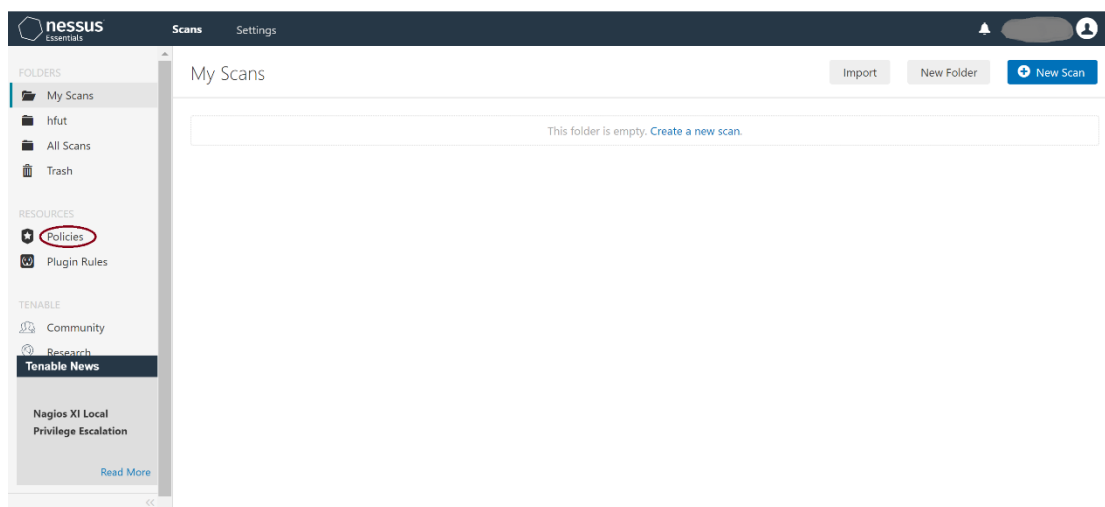 nessus
Essentials
Scans
Settings
FOLDERS
My Scans
hfut
All Scans
Trash
RESOURCES
Policies
Plugin Rules
TENABLE
Community
Research
Tenable News
Nagios XI Local
Privilege Escalation
Read More
My Scans
Import
New Folder
New Scan
This folder is empty. Create a new scan.